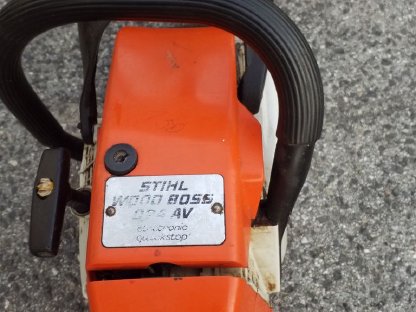 STIHL
WOOD BOSS
024 AV
electronic
quickstop